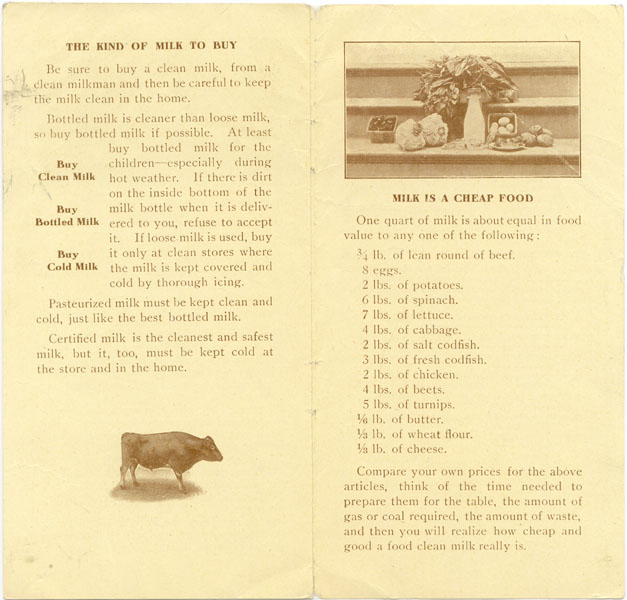 THE KIND OF MILK TO BUY
Be sure to buy a clean milk, from a
clean milkman and then be careful to keep
the milk clean in the home.
Bottled milk is cleaner than loose milk,
so buy bottled milk if possible. At least
buy bottled milk for the
children—especially during
hot weather. If there is dirt
on the inside bottom of the
milk bottle when it is deliv-
ered to you, refuse to accept
it. If loose milk is used, buy
it only at clean stores where
the milk is kept covered and
cold by thorough icing.
Buy
Clean Milk
Buy
Bottled Milk
Buy
Cold Milk
Pasteurized milk must be kept clean and
cold, just like the best bottled milk.
Certified milk is the cleanest and safest
milk, but it, too, must be kept cold at
the store and in the home.
MILK IS A CHEAP FOOD
One quart of milk is about equal in food
value to any one of the following:
¾ lb. of lean round of beef.
8 eggs.
2 lbs. of potatoes.
6 lbs. of spinach.
7 lbs. of lettuce.
4 lbs. of cabbage.
2 lbs. of salt codfish.
3 lbs. of fresh codfish.
2 lbs. of chicken.
4 lbs. of beets.
5 lbs. of turnips.
⅙ lb. of butter.
⅓ lb. of wheat flour.
⅓ lb. of cheese.
Compare your own prices for the above
articles, think of the time needed to
prepare them for the table, the amount of
gas or coal required, the amount of waste,
and then you will realize how cheap and
good a food clean milk really is.